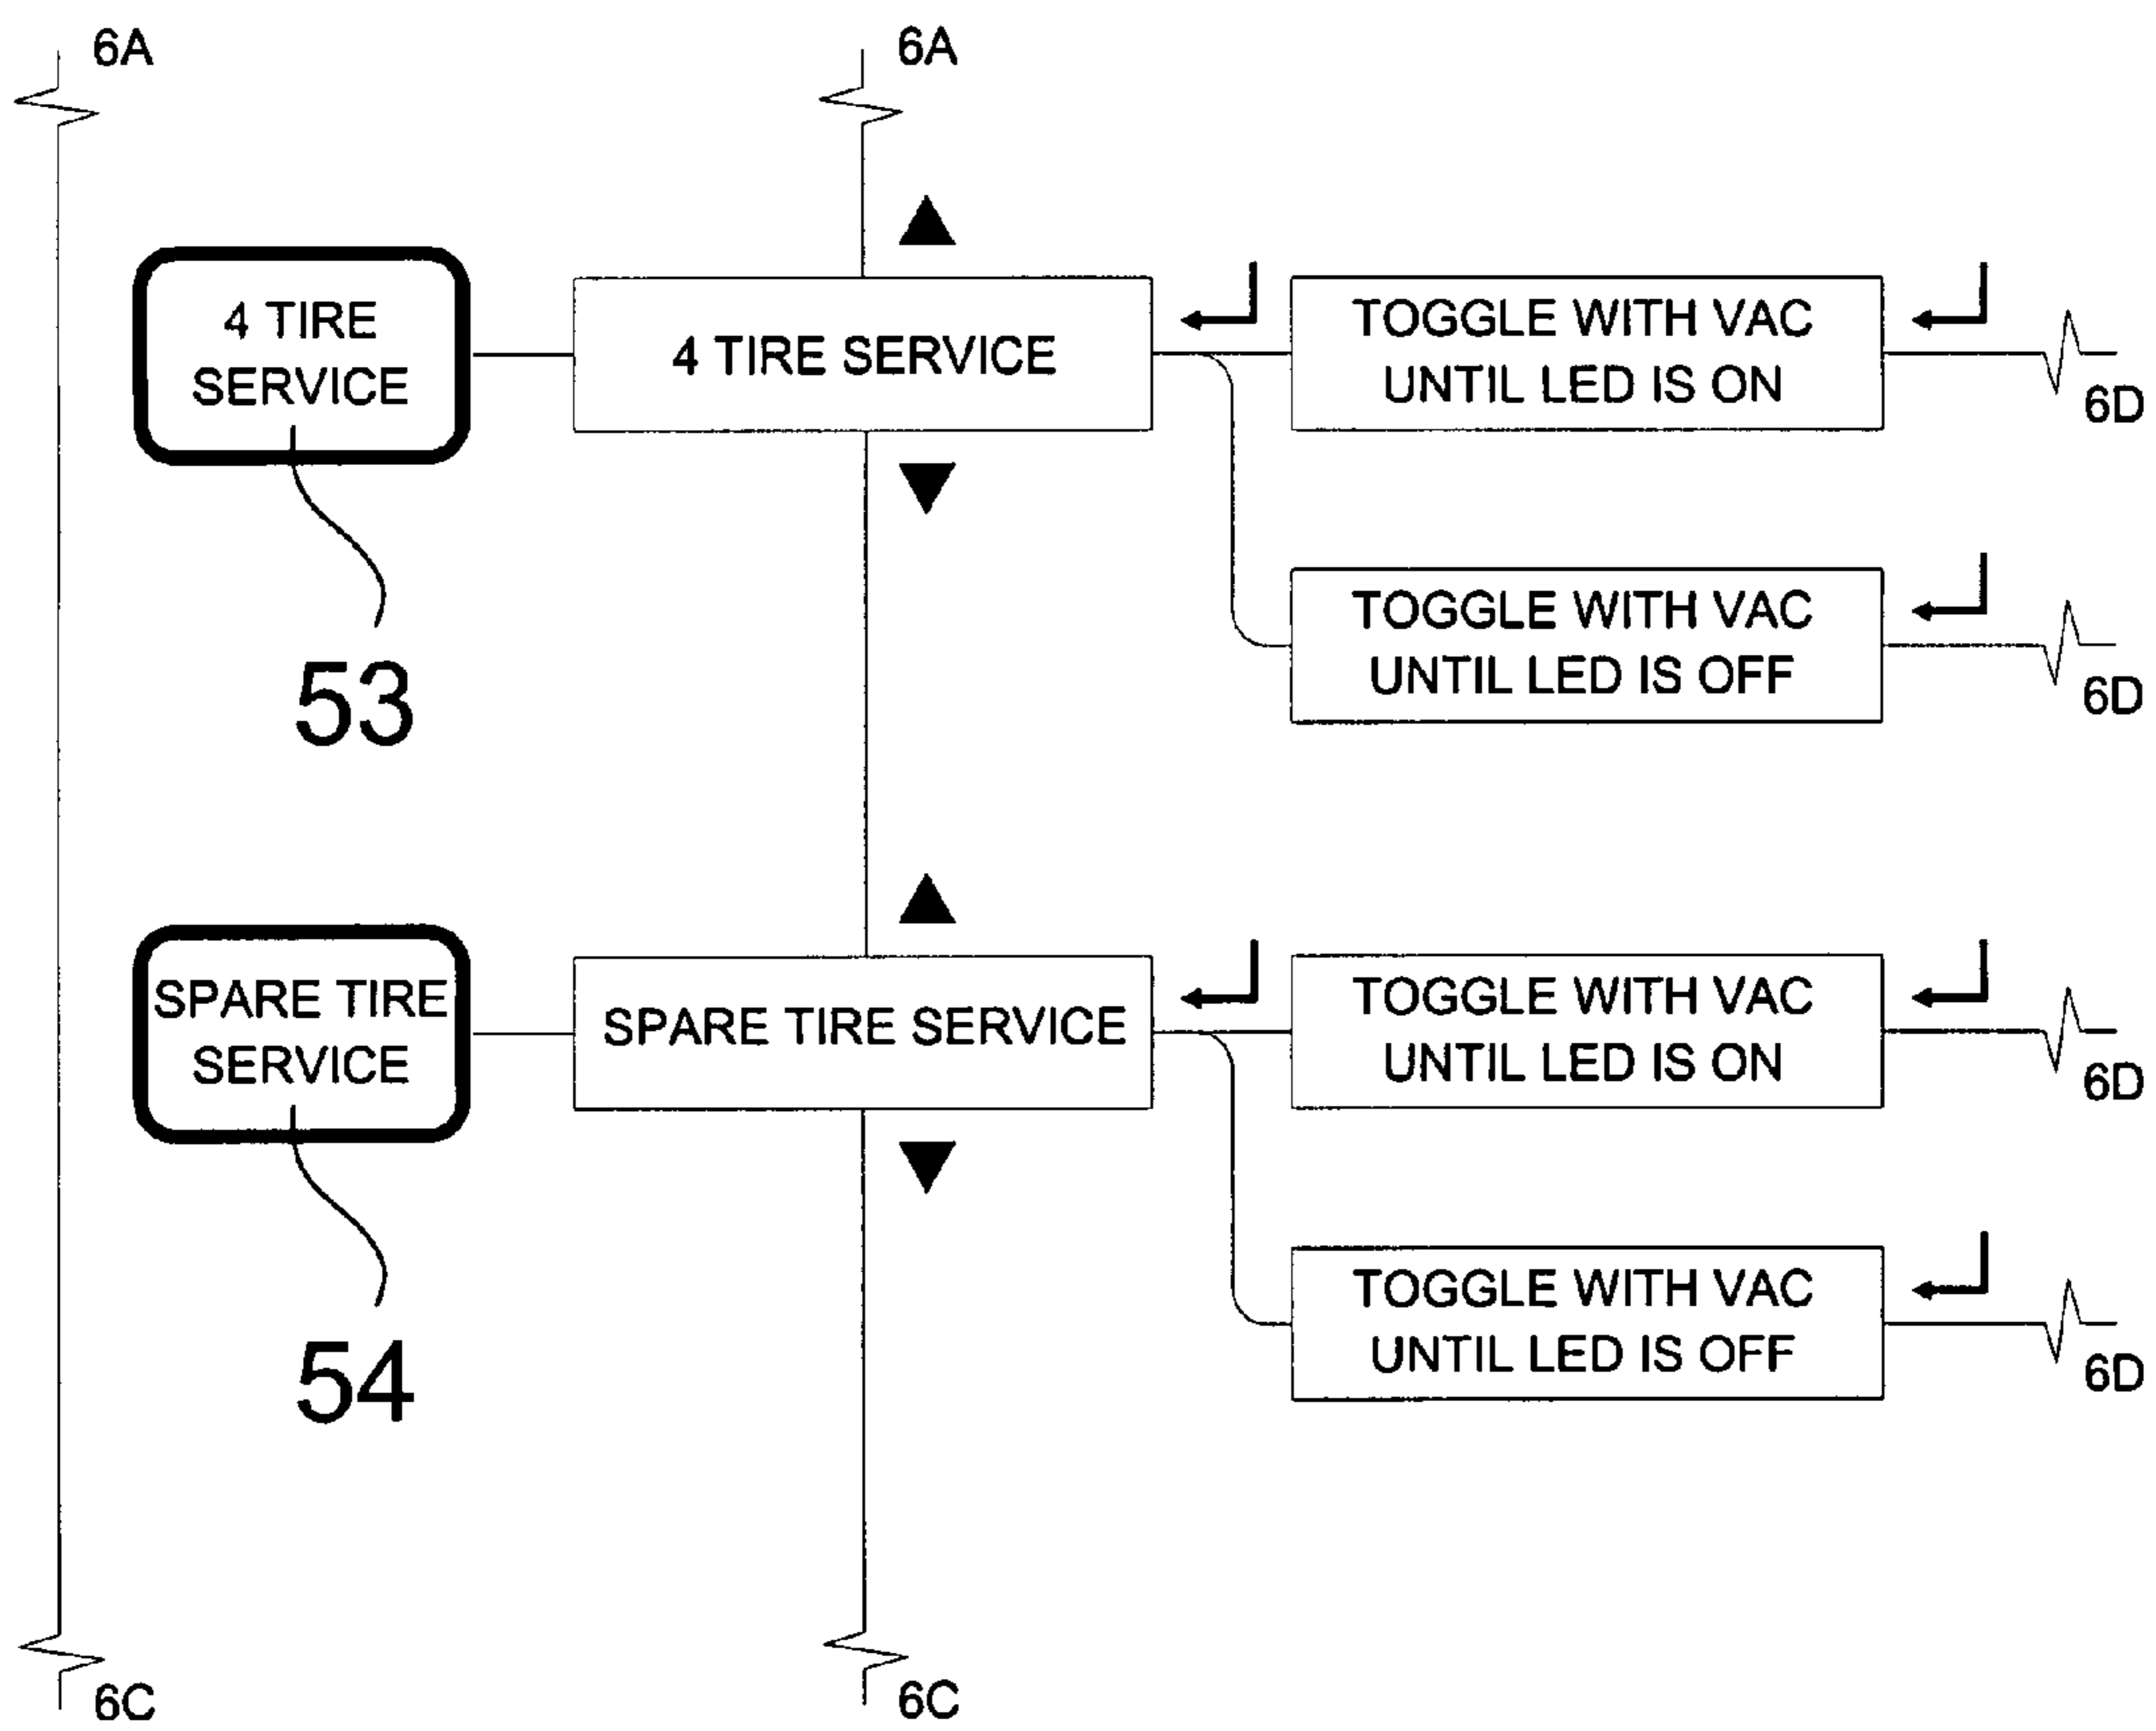 6A
6A
4 TIRE
SERVICE
4 TIRE SERVICE
TOGGLE WITH VAC
UNTIL LED IS ON
6D
53
TOGGLE WITH VAC
UNTIL LED IS OFF
6D
SPARE TIRE
SERVICE
SPARE TIRE SERVICE
TOGGLE WITH VAC
UNTIL LED IS ON
6D
54
TOGGLE WITH VAC
UNTIL LED IS OFF
6D
6C
6C